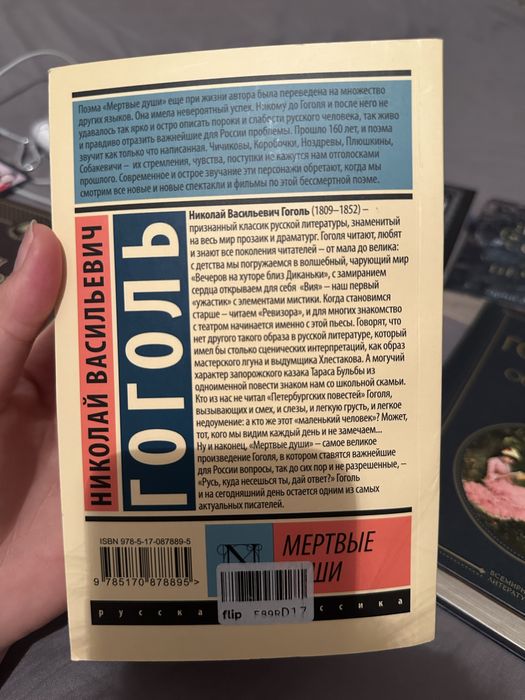 Поэма «Мертвые души» еще при жизни автора была переведена на множество
других языков. Она имела невероятный успех. Никому до Гоголя и после него не
удавалось так ярко и остро описать пороки и слабости русского человека, так живо
и правдиво отразить важнейшие для России проблемы. Прошло 160 лет, и поэма
звучит как только что написанная. Чичиковы, Коробочки, Ноздревы, Плюшкины,
Собакевичи – их стремления, чувства, поступки не кажутся нам отголосками
прошлого. Современное и острое звучание эти персонажи обретают, когда мы
смотрим все новые и новые спектакли и фильмы по этой бессмертной поэме.
НИКОЛАЙ ВАСИЛЬЕВИЧ
ГОГОЛЬ
Николай Васильевич Гоголь (1809–1852) –
признанный классик русской литературы, знаменитый
на весь мир прозаик и драматург. Гоголя читают, любят
и знают все поколения читателей – от мала до велика:
с детства мы погружаемся в волшебный, чарующий мир
«Вечеров на хуторе близ Диканьки», с замиранием
сердца открываем для себя «Вия» – наш первый
«ужастик» с элементами мистики. Когда становимся
старше – читаем «Ревизора», и для многих знакомство
с театром начинается именно с этой пьесы. Говорят, что
нет другого такого образа в русской литературе, который
имел бы столько сценических интерпретаций, как образ
мастерского лгуна и выдумщика Хлестакова. А могучий
характер запорожского казака Тараса Бульбы из
одноименной повести знаком нам со школьной скамьи.
Кто из нас не читал «Петербургских повестей» Гоголя,
вызывающих и смех, и слезы, и легкую грусть, и легкое
недоумение: а кто же этот «маленький человек»? Может,
тот, кого мы видим каждый день и не замечаем...
Ну и наконец, «Мертвые души» – самое великое
произведение Гоголя, в котором ставятся важнейшие
для России вопросы, так до сих пор и не разрешенные, –
«Русь, куда несешься ты, дай ответ?» Гоголь
и на сегодняшний день остается одним из самых
актуальных писателей.
ISBN 978-5-17-087889-5
9 785170 878895 >
МЕРТВЫЕ
ШИ
flip
русска
ссика
ВСЕМИРН
ЛИТЕРАТУ